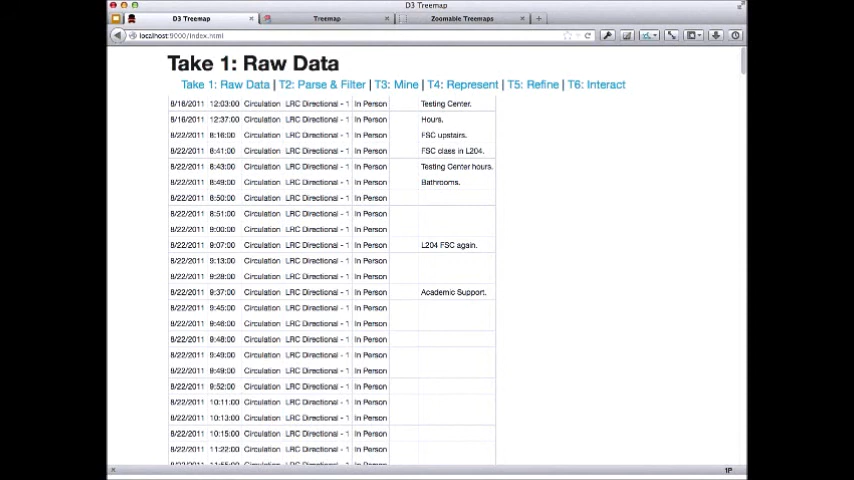 D3 Treemap
D3 Treemap Treemap Zoomable Treemaps
localhost:9000/index.html
Take 1: Raw Data
Take 1: Raw Data | T2: Parse & Filter | T3: Mine | T4: Represent | T5: Refine | T6: Interact
8/16/2011 12:03:00 Circulation LRC Directional - 1 In Person Testing Center.
8/16/2011 12:37:00 Circulation LRC Directional - 1 In Person Hours.
8/22/2011 8:16:00 Circulation LRC Directional - 1 In Person FSC upstairs.
8/22/2011 8:41:00 Circulation LRC Directional - 1 In Person FSC class in L204.
8/22/2011 8:43:00 Circulation LRC Directional - 1 In Person Testing Center hours.
8/22/2011 8:49:00 Circulation LRC Directional - 1 In Person Bathrooms.
8/22/2011 8:50:00 Circulation LRC Directional - 1 In Person
8/22/2011 8:51:00 Circulation LRC Directional - 1 In Person
8/22/2011 9:00:00 Circulation LRC Directional - 1 In Person
8/22/2011 9:07:00 Circulation LRC Directional - 1 In Person L204 FSC again.
8/22/2011 9:13:00 Circulation LRC Directional - 1 In Person
8/22/2011 9:28:00 Circulation LRC Directional - 1 In Person
8/22/2011 9:37:00 Circulation LRC Directional - 1 In Person Academic Support.
8/22/2011 9:45:00 Circulation LRC Directional - 1 In Person
8/22/2011 9:46:00 Circulation LRC Directional - 1 In Person
8/22/2011 9:48:00 Circulation LRC Directional - 1 In Person
8/22/2011 9:49:00 Circulation LRC Directional - 1 In Person
8/22/2011 9:49:00 Circulation LRC Directional - 1 In Person
8/22/2011 9:52:00 Circulation LRC Directional - 1 In Person
8/22/2011 10:11:00 Circulation LRC Directional - 1 In Person
8/22/2011 10:13:00 Circulation LRC Directional - 1 In Person
8/22/2011 10:15:00 Circulation LRC Directional - 1 In Person
8/22/2011 11:22:00 Circulation LRC Directional - 1 In Person
8/22/2011 Circulation LRC Directional - 1 In Person
1P